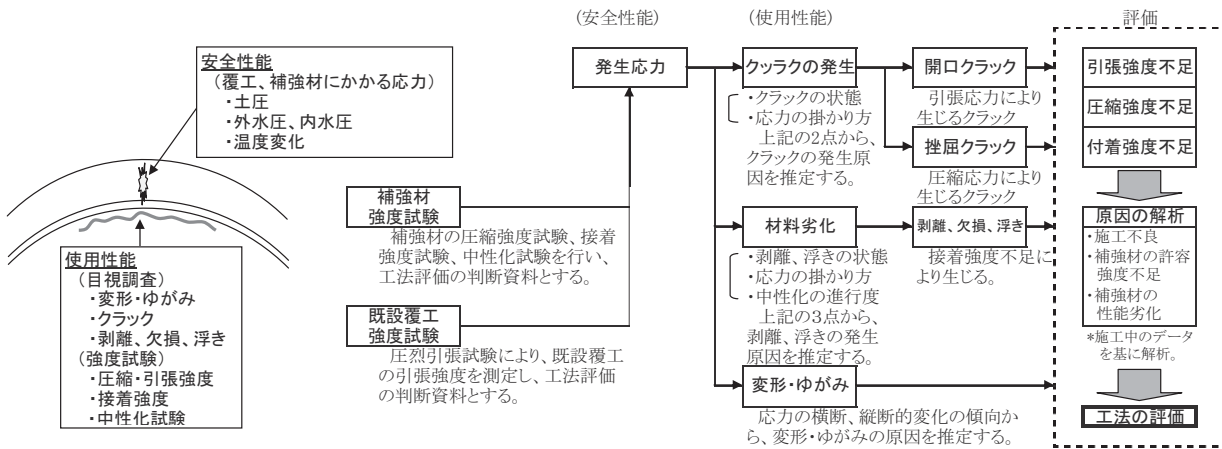 (安全性能)
(使用性能)
評価
安全性能
(覆工、補強材にかかる応力)
・土圧
・外水圧、内水圧
・温度変化
使用性能
(目視調査)
・変形・ゆがみ
・クラック
・剥離、欠損、浮き
(強度試験)
・圧縮・引張強度
・接着強度
・中性化試験
補強材
強度試験
補強材の圧縮強度試験、接着
強度試験、中性化試験を行い、
工法評価の判断資料とする。
既設覆工
強度試験
圧烈引張試験により、既設覆工
の引張強度を測定し、工法評価
の判断資料とする。
発生応力
クッラクの発生
・クラックの状態
・応力の掛かり方
上記の2点から、
クラックの発生原
因を推定する。
材料劣化
・剥離、浮きの状態
・応力の掛かり方
・中性化の進行度
上記の3点から、
剥離、浮きの発生
原因を推定する。
変形・ゆがみ
応力の横断、縦断的変化の傾向か
ら、変形・ゆがみの原因を推定する。
開口クラック
引張応力により
生じるクラック
挫屈クラック
圧縮応力により
生じるクラック
剥離、欠損、浮き
接着強度不足に
より生じる。
引張強度不足
圧縮強度不足
付着強度不足
原因の解析
・施工不良
・補強材の許容
強度不足
・補強材の
性能劣化
*施工中のデータ
を基に解析。
工法の評価